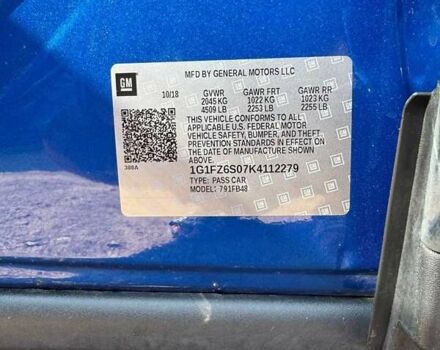 MFD BY GENERAL MOTORS LLC
GM
10/18 GVWR GAWR FRT GAWR RR
2045 KG 1022 KG 1023 KG
4509 LB 2253 LB 2255 LB
THIS VEHICLE CONFORMS TO ALL
APPLICABLE U.S. FEDERAL MOTOR
VEHICLE SAFETY, BUMPER, AND THEFT
PREVENTION STANDARDS IN EFFECT ON
THE DATE OF MANUFACTURE SHOWN
ABOVE.
388A
1G1FZ6S07K4112279
TYPE: PASS CAR
MODEL: 791FB48